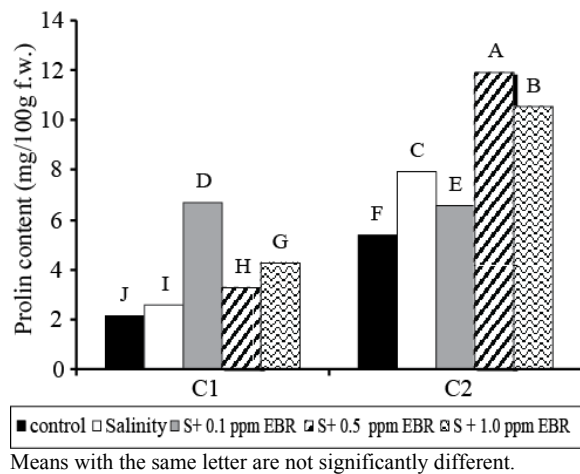 Prolin content (mg/100g f.w.)
14
12
10
8
6
4
2
0
J
I
D
H
G
F
C
E
A
B
C1
C2
control Salinity S+ 0.1 ppm EBR S+ 0.5 ppm EBR S + 1.0 ppm EBR
Means with the same letter are not significantly different.